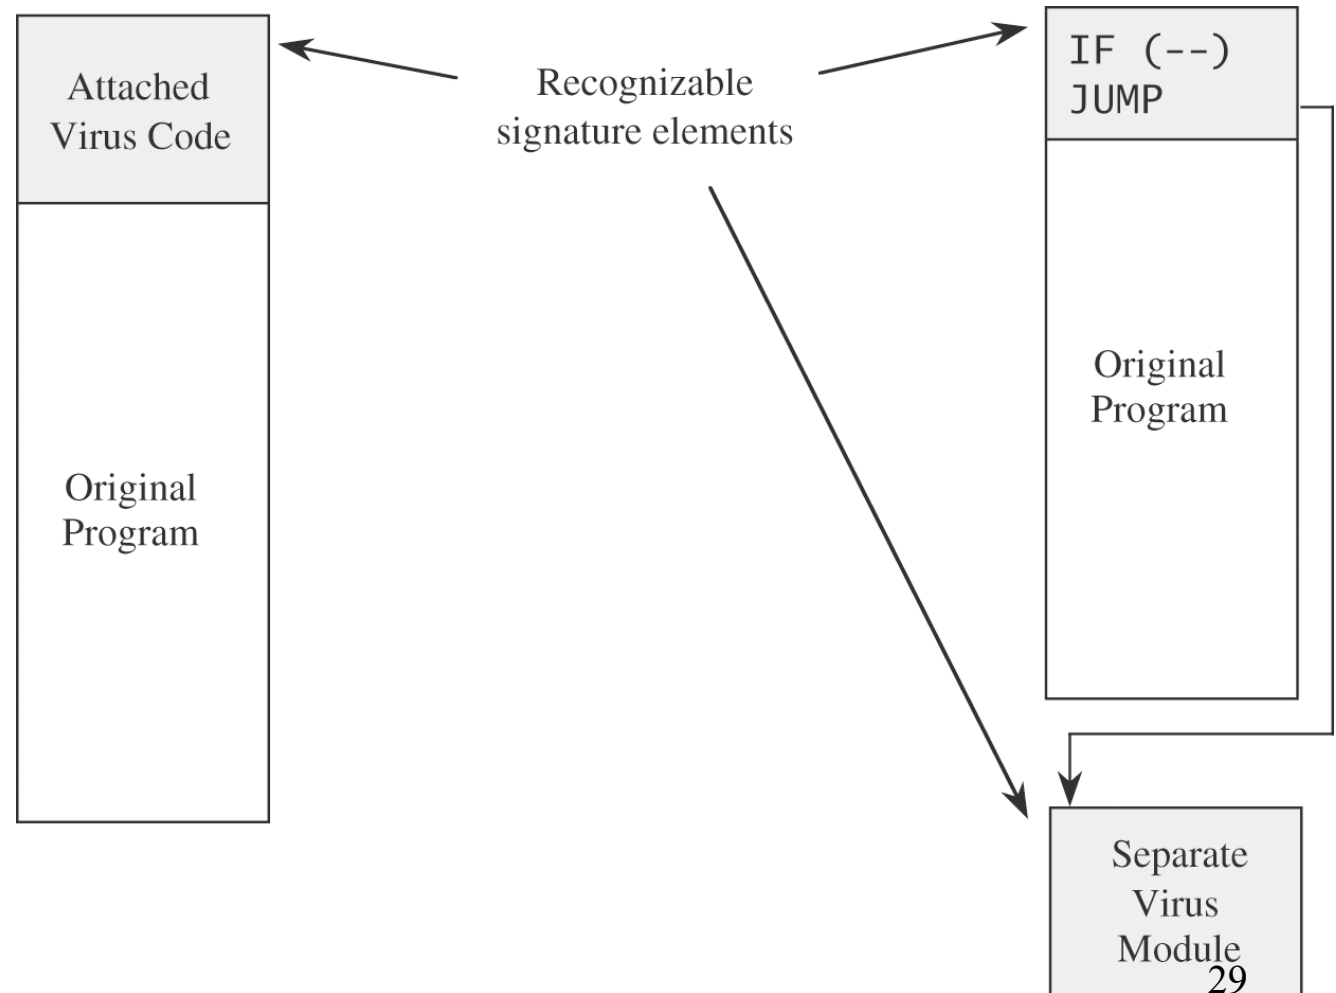 Attached
Virus Code
Original
Program
Recognizable
signature elements
IF (--)
JUMP
Original
Program
Separate
Virus
Module
29